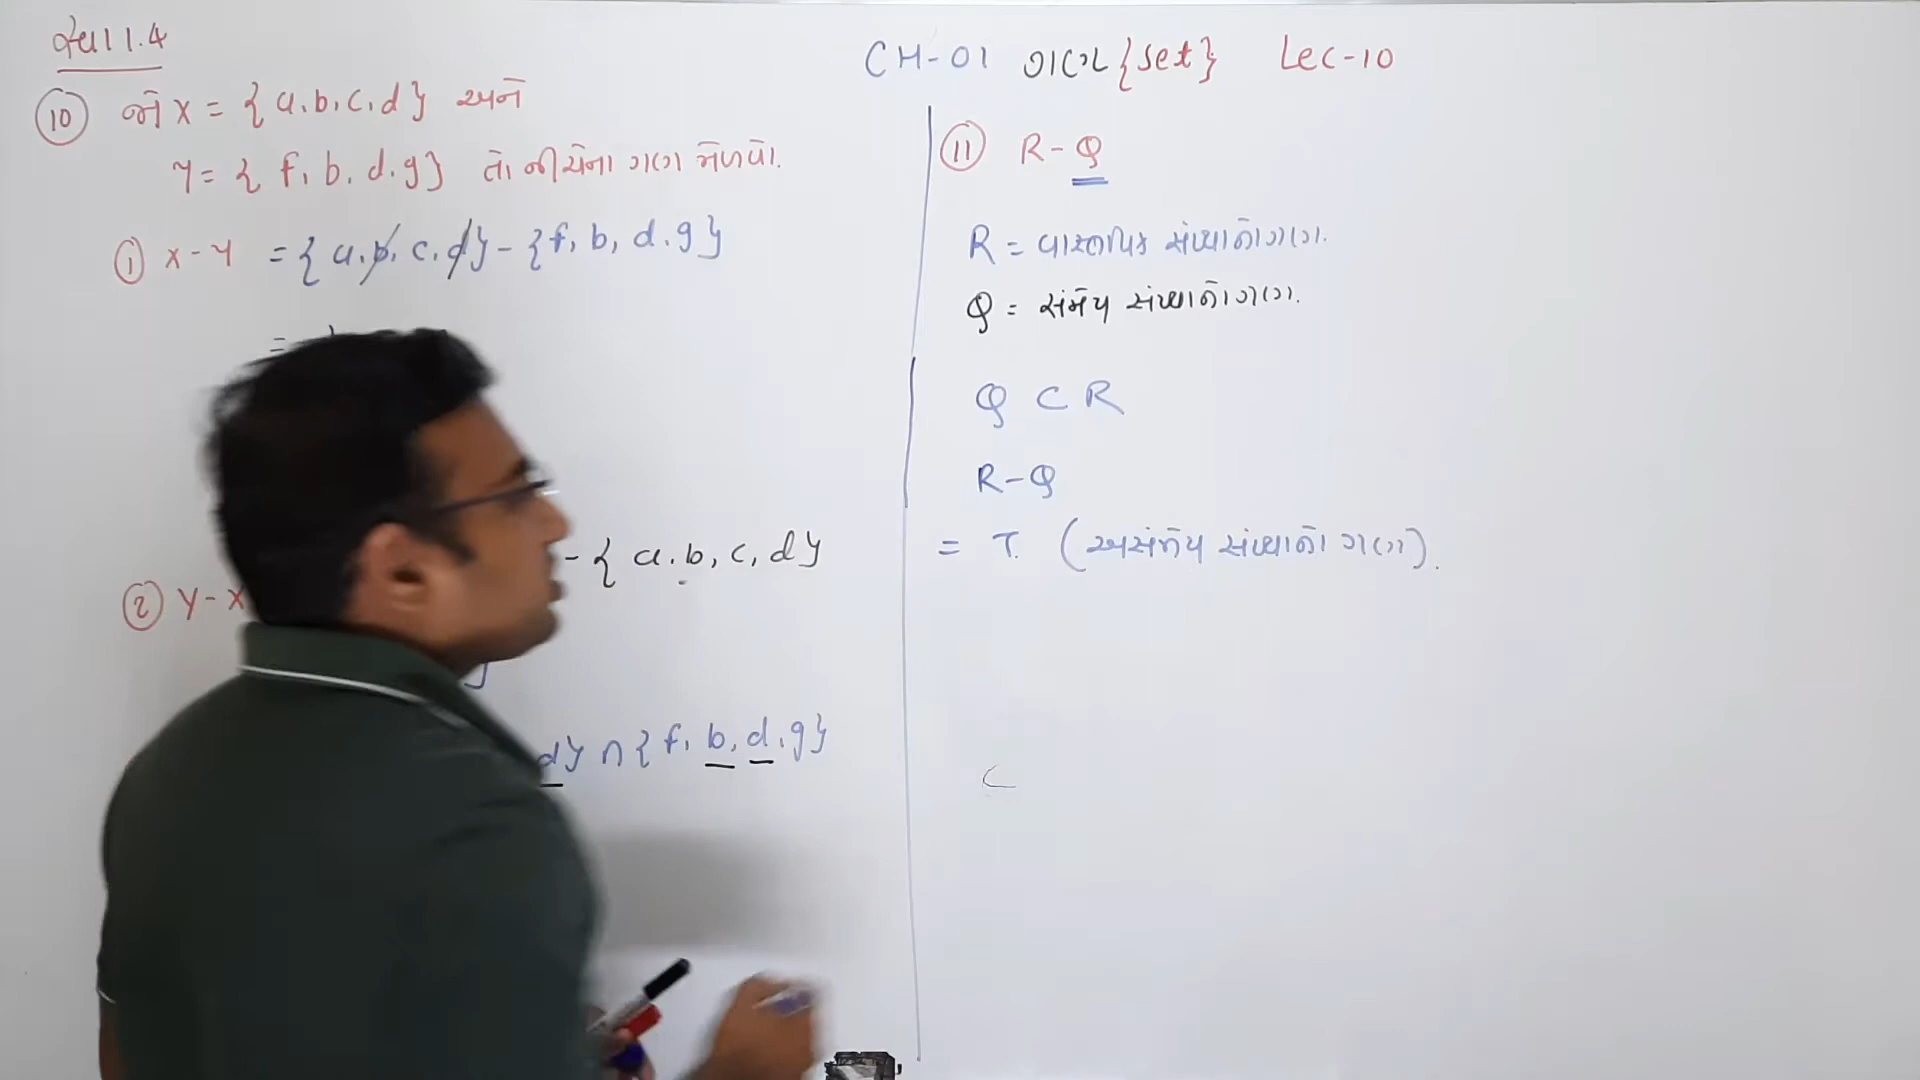 સ્વા 1.4
CH-01 ગણ {set} Lec-10
(10) જો X = { a, b, c, d } અને
Y = { f, b, d, g } તો નીચેના ગણ મેળવો.
(1) X - Y = { a, b, c, d } - { f, b, d, g }
=
- { a, b, c, d }
(2) Y - X
d } ∩ { f, b, d, g }
(11) R - Q
R = વાસ્તવિક સંખ્યાનો ગણ.
Q = સંમેય સંખ્યાનો ગણ.
Q ⊂ R
R - Q
= T. (અસંમેય સંખ્યાનો ગણ).